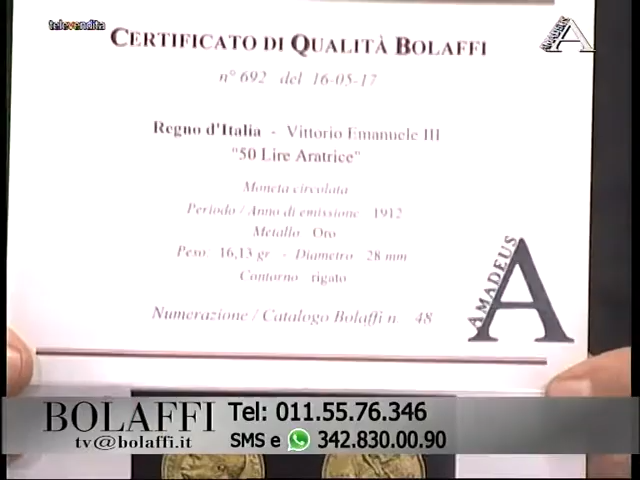 televendita
AMADEUS A
CERTIFICATO DI QUALITÀ BOLAFFI
n° 692 del 16-05-17
Regno d'Italia - Vittorio Emanuele III
"50 Lire Aratrice"
Moneta circolata
Periodo / Anno di emissione 1912
Metallo Oro
Peso 16,13 gr - Diametro 28 mm
Contorno rigato
Numerazione / Catalogo Bolaffi n. 48
AMADEUS A
BOLAFFI
tv@bolaffi.it
Tel: 011.55.76.346
SMS e 342.830.00.90